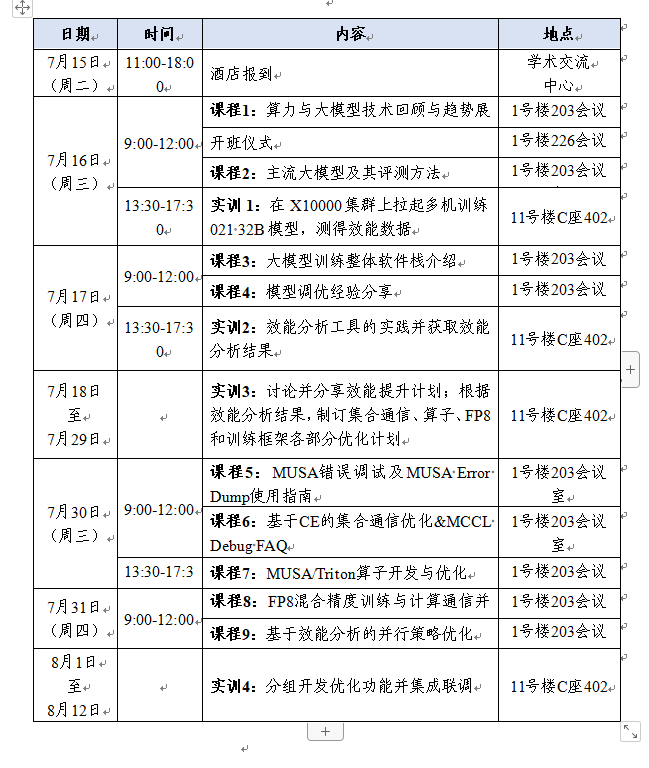 日期 时间 内容 地点
7月15日
（周二）
11:00-18:0
0
酒店报到
学术交流
中心
7月16日
（周三）
9:00-12:00
课程1：算力与大模型技术回顾与趋势展
1号楼203会议
开班仪式
1号楼226会议
课程2：主流大模型及其评测方法
1号楼203会议
13:30-17:3
0
实训 1：在 X10000 集群上拉起多机训练
021 32B 模型，测得效能数据
11号楼C座402
7月17日
（周四）
9:00-12:00
课程3：大模型训练整体软件栈介绍
1号楼203会议
课程4：模型调优经验分享
1号楼203会议
13:30-17:3
0
实训2：效能分析工具的实践并获取效能
分析结果
11号楼C座402
7月18日
至
7月29日
实训3：讨论并分享效能提升计划；根据
效能分析结果，制订集合通信、算子、FP8
和训练框架各部分优化计划
11号楼C座402
7月30日
（周三）
9:00-12:00
课程5：MUSA错误调试及MUSA Error
Dump使用指南
1号楼203会议
室
课程6：基于CE的集合通信优化&MCCL
Debug FAQ
1号楼203会议
室
13:30-17:3
课程7：MUSA/Triton算子开发与优化
1号楼203会议
7月31日
（周四）
9:00-12:00
课程8：FP8混合精度训练与计算通信并
1号楼203会议
课程9：基于效能分析的并行策略优化
1号楼203会议
8月1日
至
8月12日
实训4：分组开发优化功能并集成联调
11号楼C座402